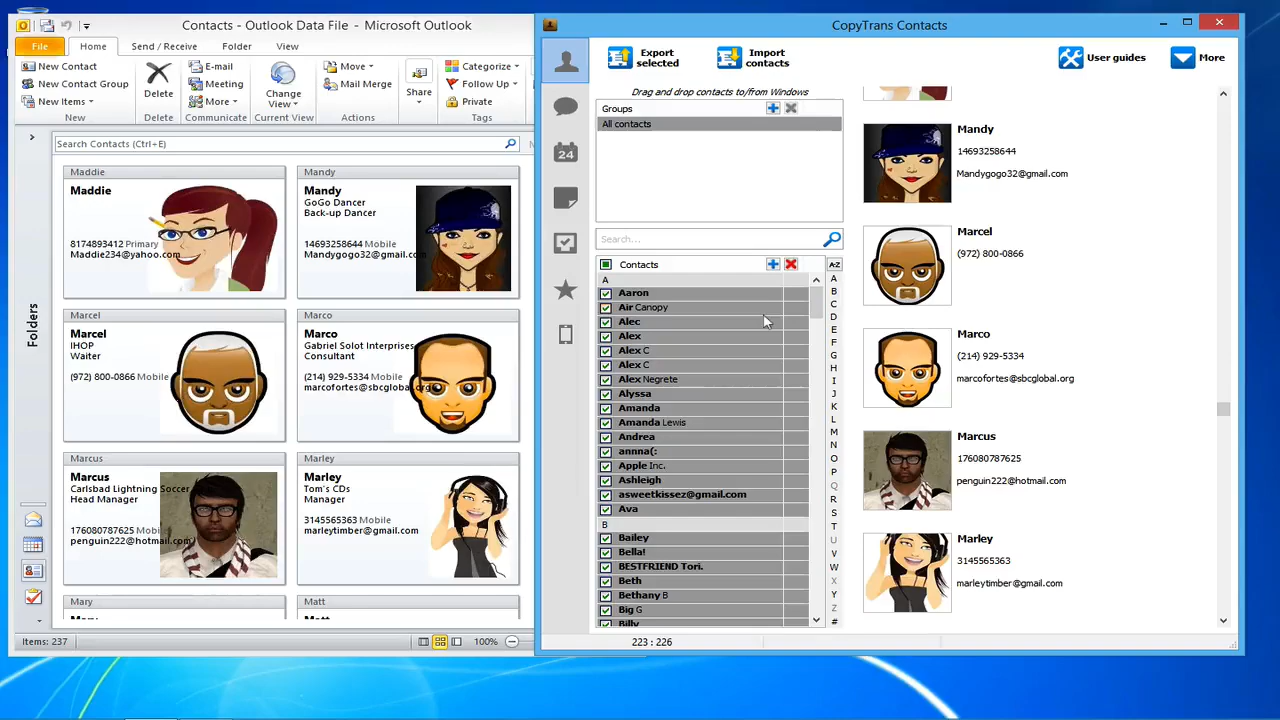 Contacts - Outlook Data File - Microsoft Outlook
File
Home
Send / Receive
Folder
View
New Contact
New Contact Group
New Items
New
Delete
Delete
E-mail
Meeting
More
Communicate
Change
View
Current View
Move
Mail Merge
Actions
Share
Categorize
Follow Up
Private
Tags
Search Contacts (Ctrl+E)
Folders
Maddie
Maddie
8174893412 Primary
Maddie234@yahoo.com
Mandy
Mandy
GoGo Dancer
Back-up Dancer
14693258644 Mobile
Mandygogo32@gmail.com
Marcel
Marcel
IHOP
Waiter
(972) 800-0866 Mobile
Marco
Marco
Gabriel Solot Interprises
Consultant
(214) 929-5334 Mobile
marcofortes@sbcglobal.org
Marcus
Marcus
Carlsbad Lightning Soccer
Head Manager
176080787625
penguin222@hotmail.com
Marley
Marley
Tom's CDs
Manager
3145565363 Mobile
marleytimber@gmail.com
Mary
Matt
Items: 237
100%
CopyTrans Contacts
Export
selected
Import
contacts
User guides
More
24
Drag and drop contacts to/from Windows
Groups
All contacts
Search...
Contacts
A-Z
A
Aaron
Air Canopy
Alec
Alex
Alex C
Alex C
Alex Negrete
Alyssa
Amanda
Amanda Lewis
Andrea
annna(:
Apple Inc.
Ashleigh
asweetkissez@gmail.com
Ava
B
Bailey
Bella!
BESTFRIEND Tori.
Beth
Bethany B
Big G
Billy
A
B
C
D
E
F
G
H
I
J
K
L
M
N
O
P
Q
R
S
T
U
V
W
X
Y
Z
#
223 : 226
Mandy
14693258644
Mandygogo32@gmail.com
Marcel
(972) 800-0866
Marco
(214) 929-5334
marcofortes@sbcglobal.org
Marcus
176080787625
penguin222@hotmail.com
Marley
3145565363
marleytimber@gmail.com